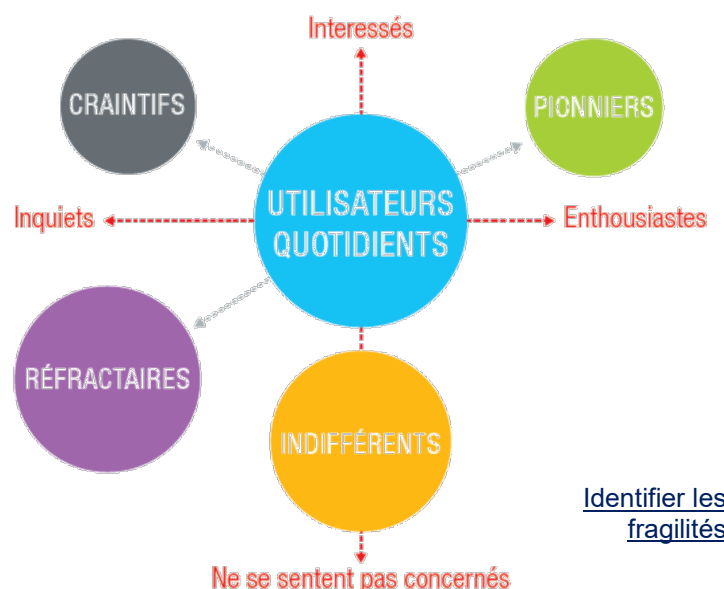 Interessés
CRAINTIFS
PIONNIERS
UTILISATEURS
QUOTIDIENTS
Inquiets
Enthousiastes
RÉFRACTAIRES
INDIFFÉRENTS
Identifier les
fragilités
Ne se sentent pas concernés